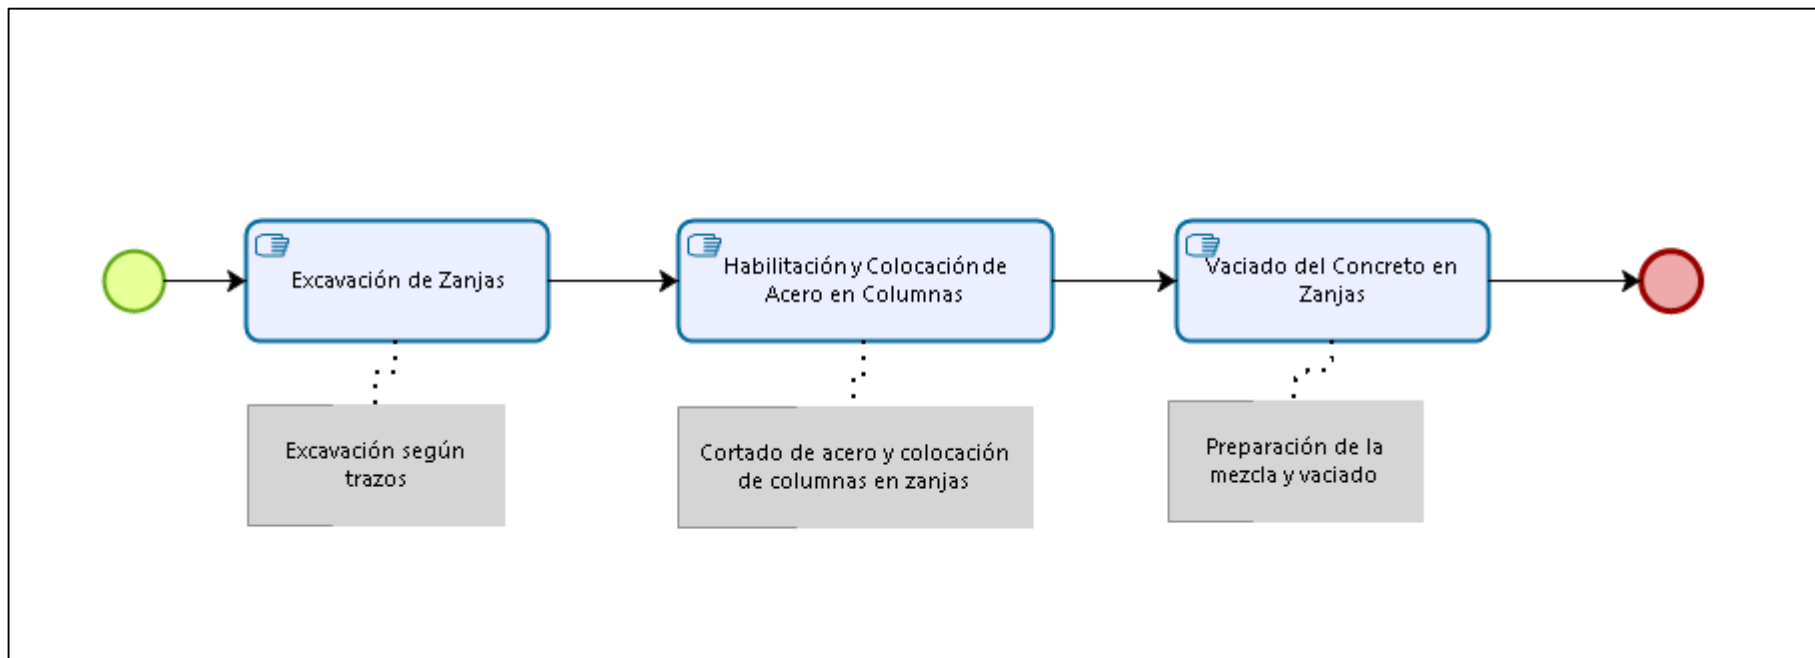 Excavación de Zanjas
Habilitación y Colocación de
Acero en Columnas
Vaciado del Concreto en
Zanjas
Excavación según
trazos
Cortado de acero y colocación
de columnas en zanjas
Preparación de la
mezcla y vaciado